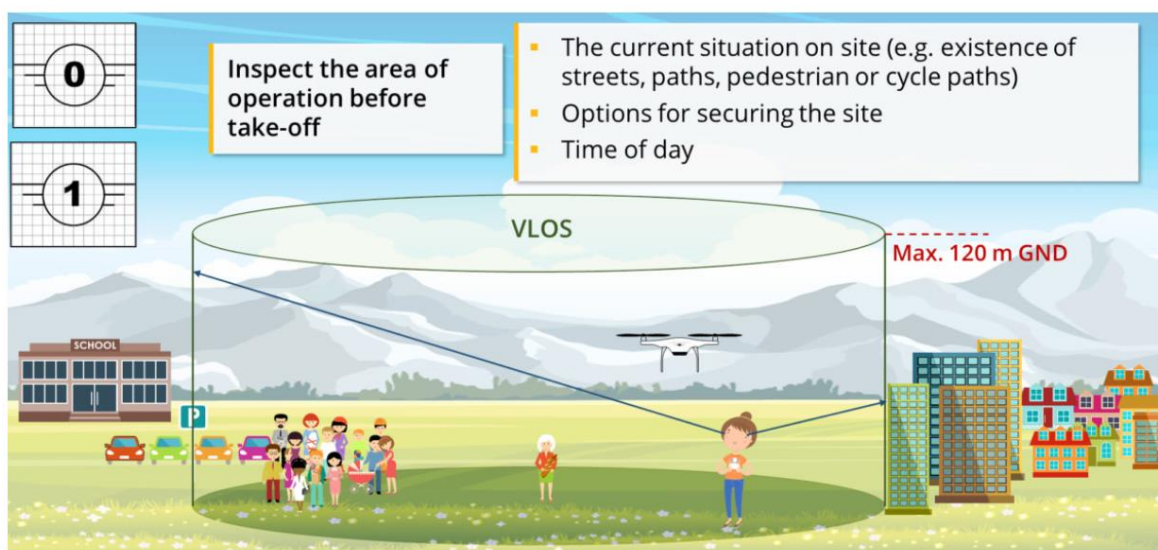 0
1
Inspect the area of
operation before
take-off
▪ The current situation on site (e.g. existence of
streets, paths, pedestrian or cycle paths)
▪ Options for securing the site
▪ Time of day
VLOS
Max. 120 m GND
SCHOOL
P